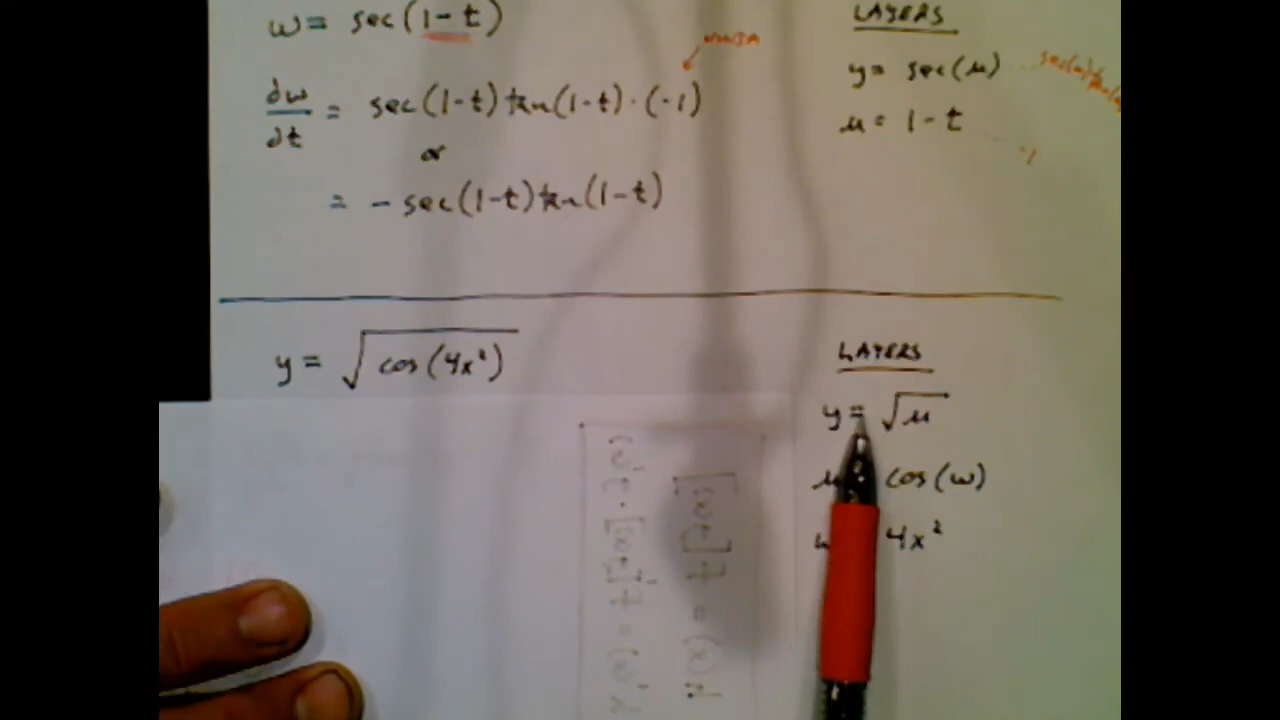 w = sec(1-t)
LAYERS
y = sec(u)
u = 1-t
-1
dw/dt = sec(1-t)tan(1-t)·(-1)
or
= -sec(1-t)tan(1-t)
y = √cos(4x²)
LAYERS
y = √u
u = cos(w)
4x²